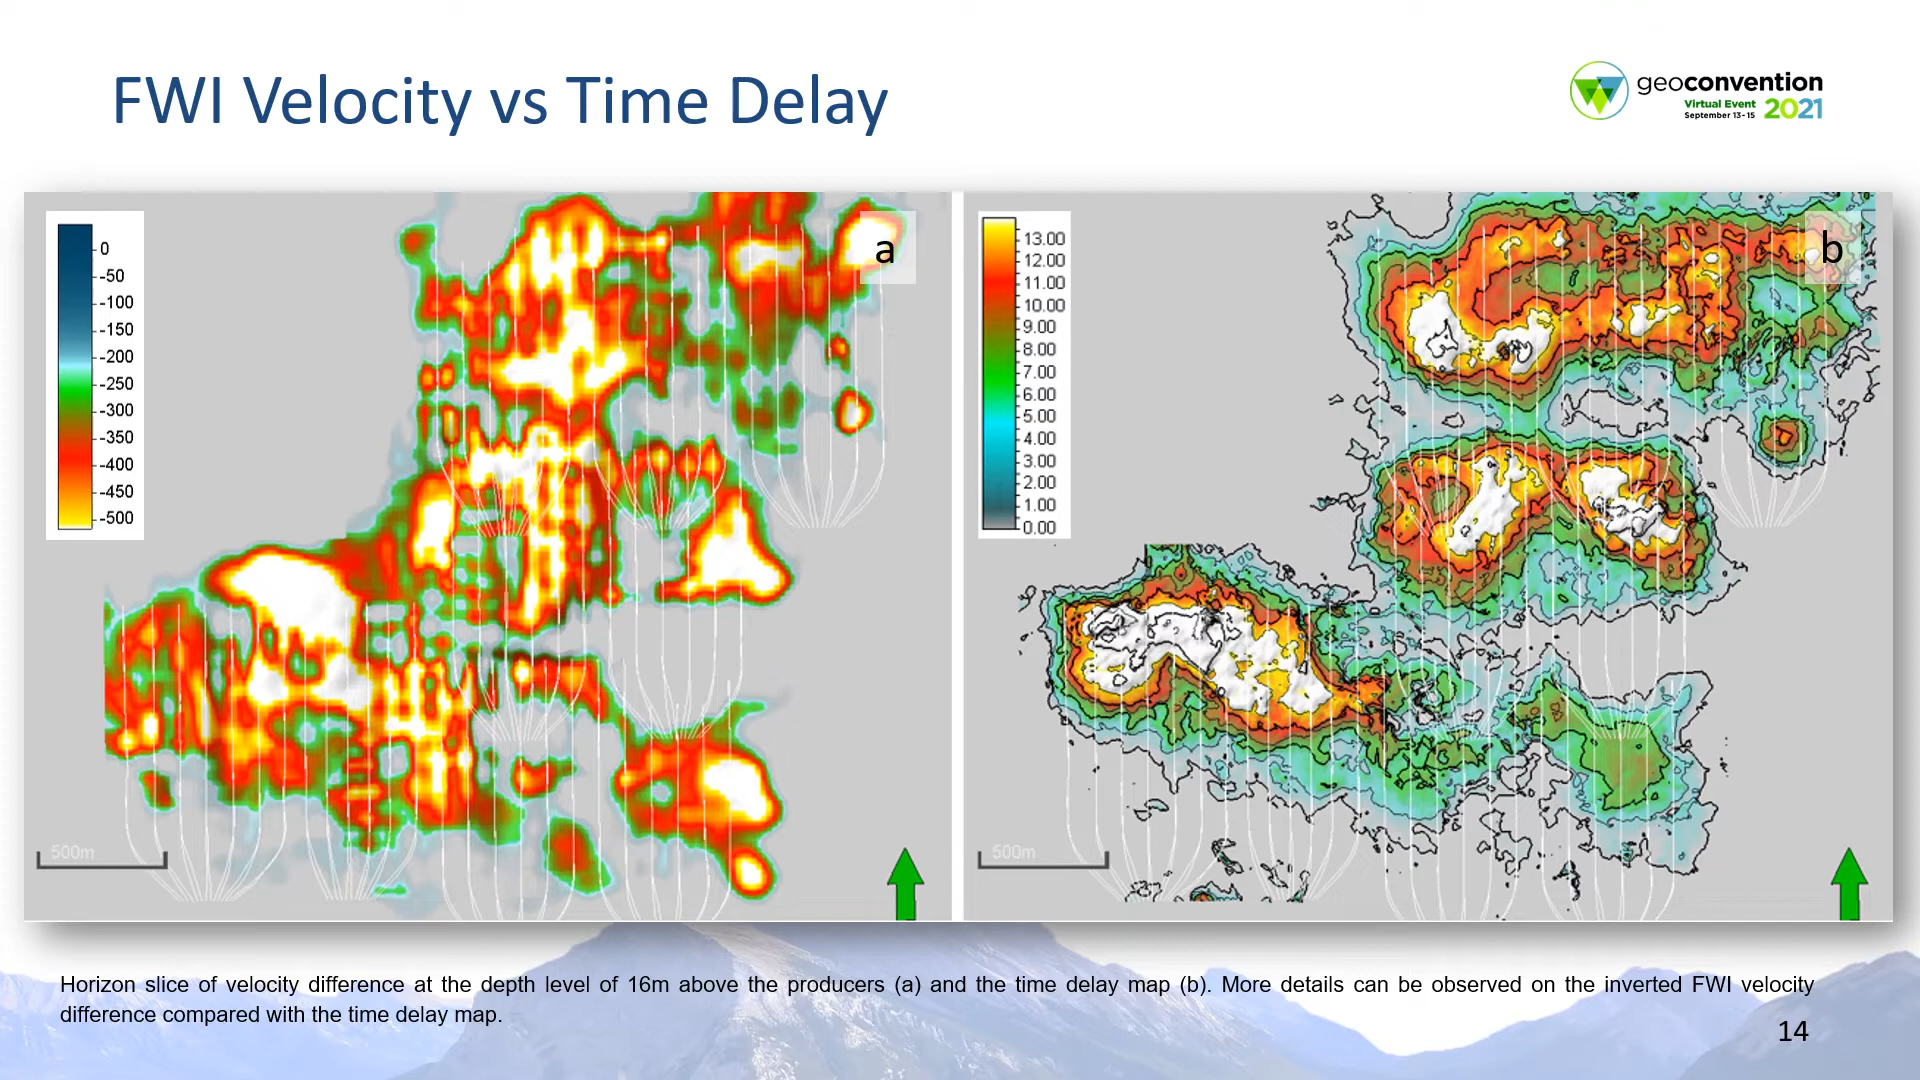 FWI Velocity vs Time Delay
geoconvention
Virtual Event
September 13-15
2021
a
0
-50
-100
-150
-200
-250
-300
-350
-400
-450
-500
500m
b
13.00
12.00
11.00
10.00
9.00
8.00
7.00
6.00
5.00
4.00
3.00
2.00
1.00
0.00
500m
Horizon slice of velocity difference at the depth level of 16m above the producers (a) and the time delay map (b). More details can be observed on the inverted FWI velocity
difference compared with the time delay map.
14